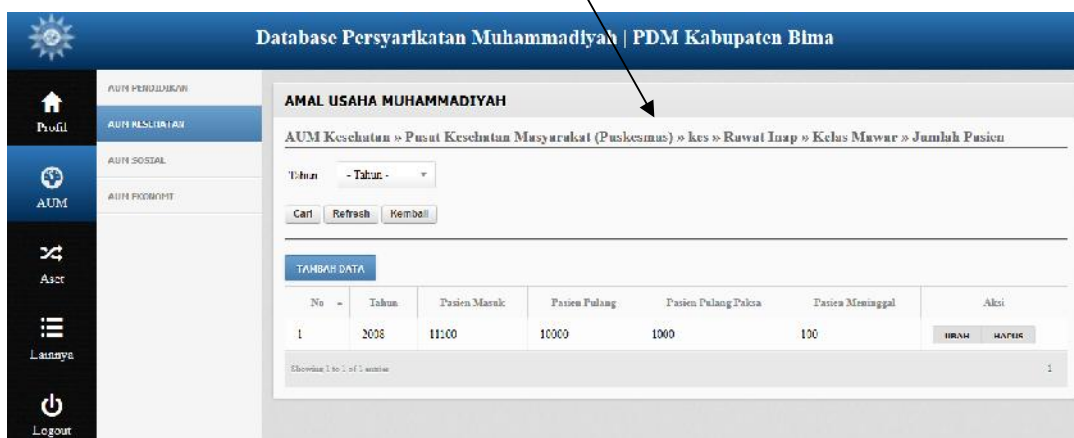 Database Persyarikatan Muhammadiyah | PDM Kabupaten Bima
Profil
AUM
Aset
Lainnya
Logout
AUM PENDIDIKAN
AUM KESEHATAN
AUM SOSIAL
AUM EKONOMI
AMAL USAHA MUHAMMADIYAH
AUM Kesehatan » Pusat Kesehatan Masyarakat (Puskesmas) » kes » Rawat Inap » Kelas Mawar » Jumlah Pasien
Tahun - Tahun -
Cari Refresh Kembali
TAMBAH DATA
No Tahun Pasien Masuk Pasien Pulang Pasien Pulang Paksa Pasien Meninggal Aksi
1 2008 11100 10000 1000 100 UBAH HAPUS
Showing 1 to 1 of 1 entries 1